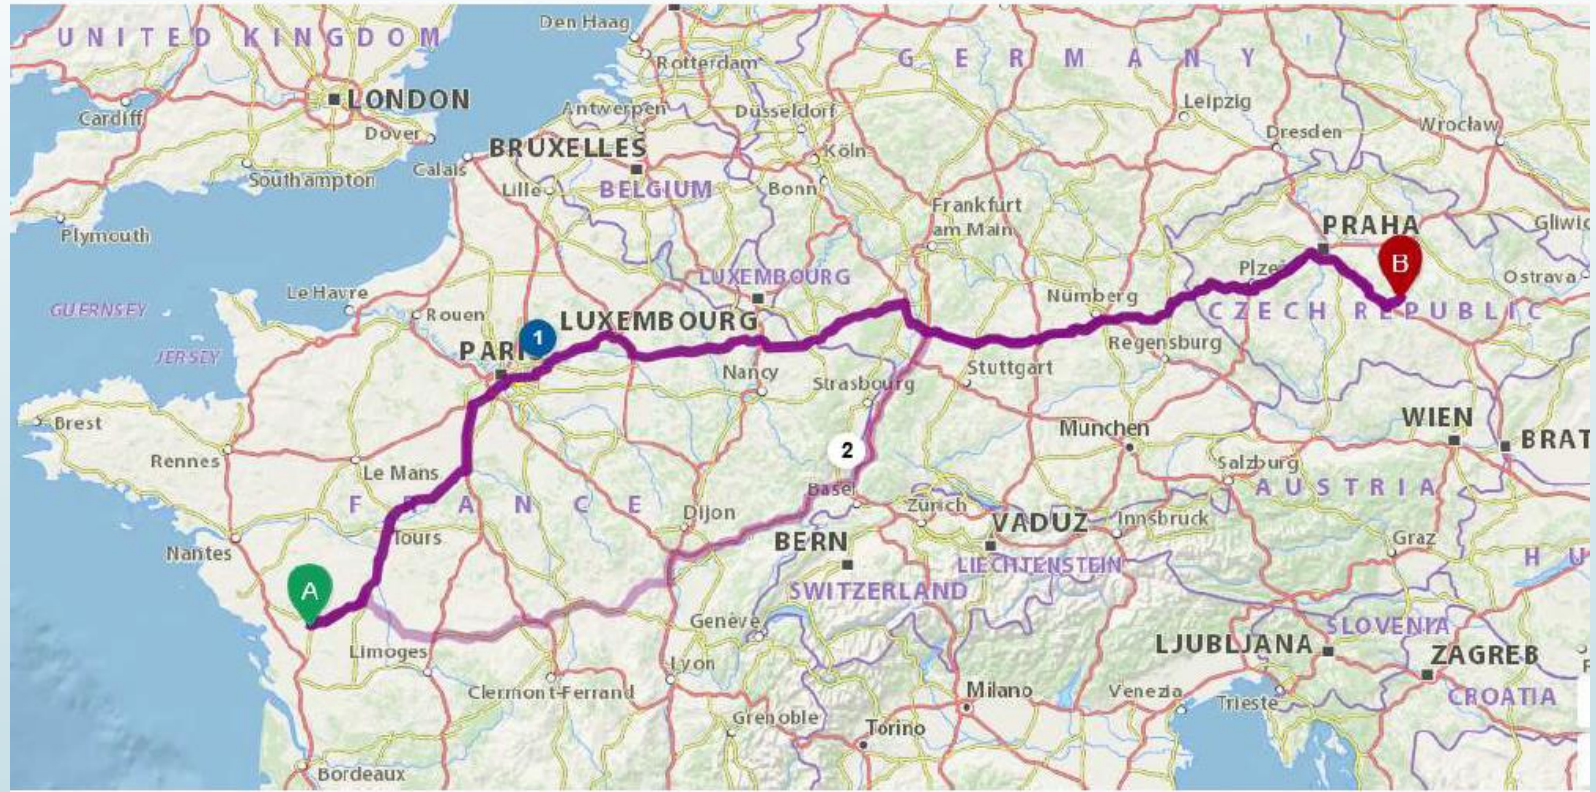 Den Haag
UNITED KINGDOM
GERMANY
Rotterdam
LONDON
Cardiff
Antwerpen
Düsseldorf
Leipzig
Dover
Dresden
Wrocław
BRUXELLES
Köln
Calais
Southampton
Lille
BELGIUM
Bonn
Plymouth
Frankfurt
am Main
PRAHA
Gliwic
B
Plzeň
Ostrava
LUXEMBOURG
Le Havre
Nürnberg
GUERNSEY
Rouen
LUXEMBOURG
CZECH REPUBLIC
1
PARI
JERSEY
Regensburg
Nancy
Strasbourg
Stuttgart
Brest
WIEN
Munchen
BRAT
Rennes
2
Le Mans
Salzburg
Basel
AUSTRIA
FRANCE
Dijon
Zürich
VADUZ
Innsbruck
Nantes
Tours
BERN
Graz
LIECHTENSTEIN
H U
A
SWITZERLAND
Genève
SLOVENIA
LJUBLJANA
Limoges
ZAGREB
Lyon
Clermont-Ferrand
Milano
Venezia
CROATIA
Trieste
Grenoble
Torino
Bordeaux